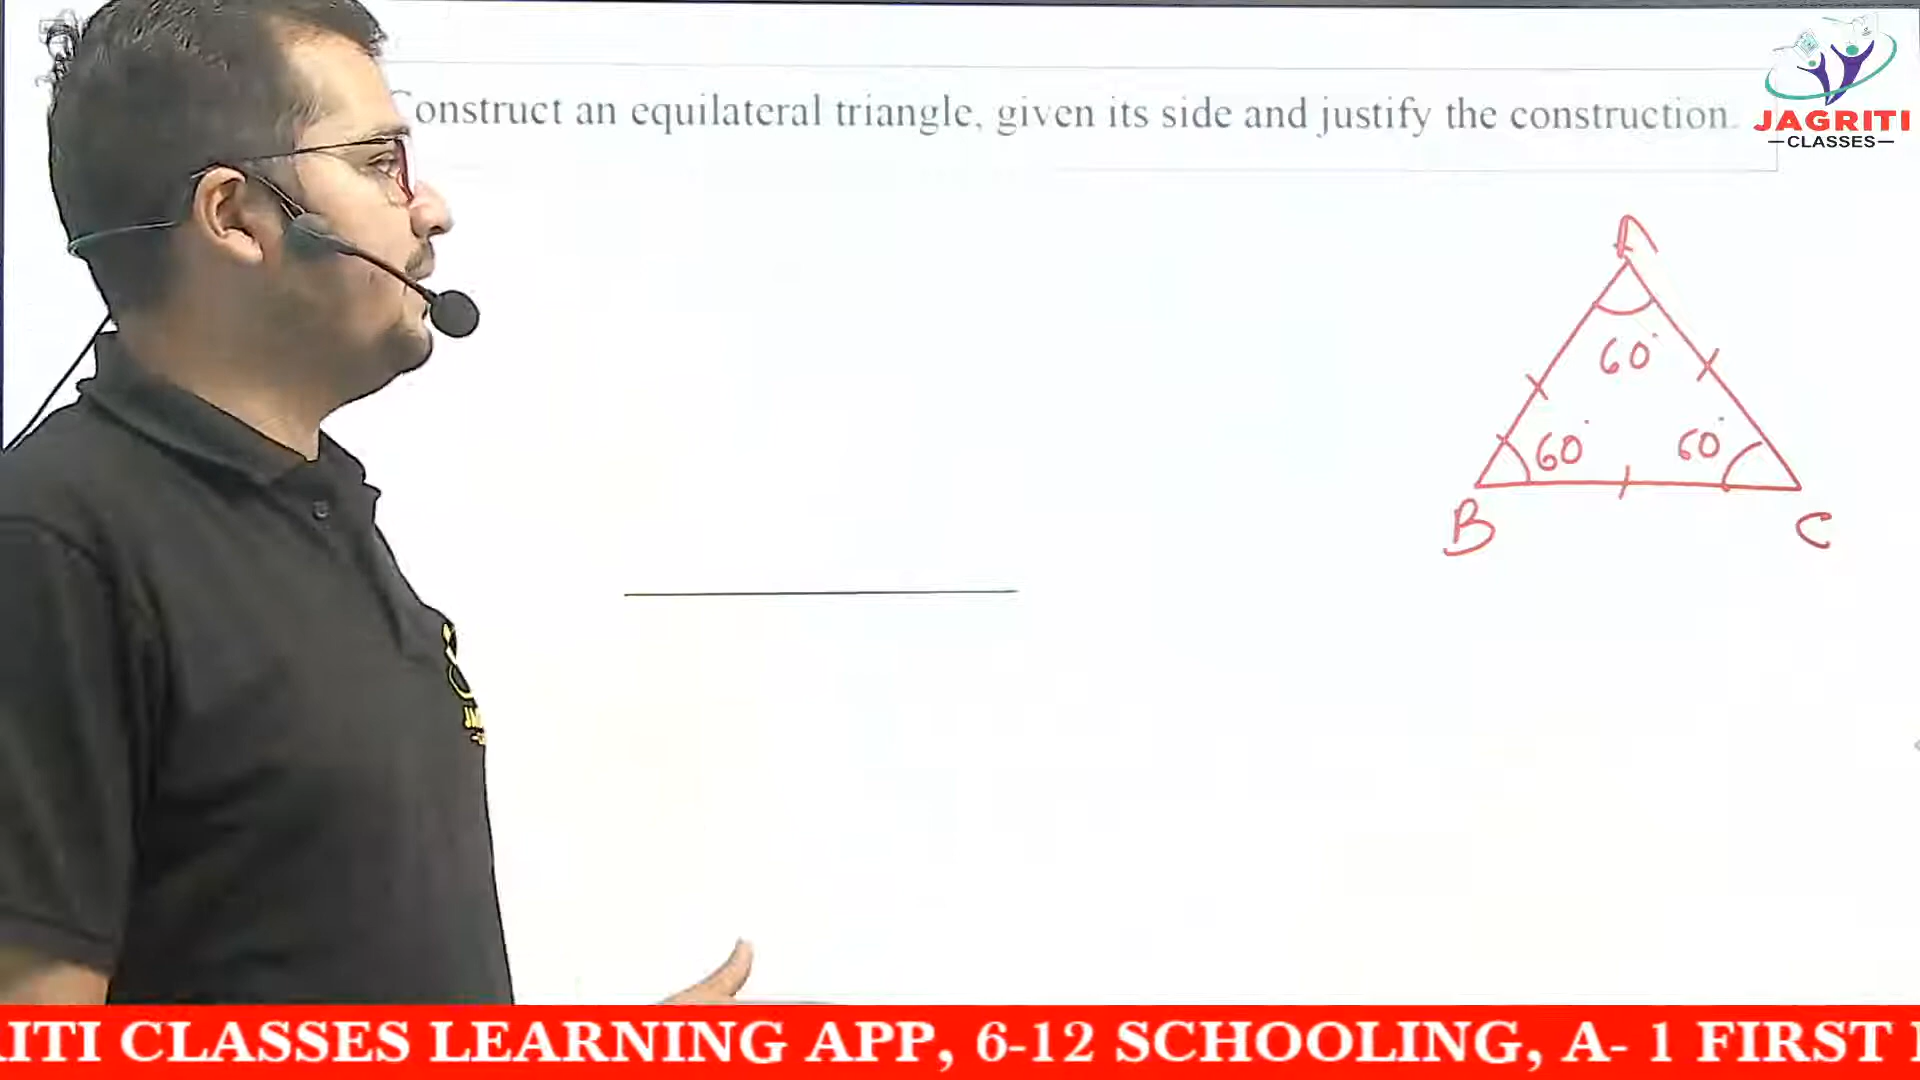 Construct an equilateral triangle, given its side and justify the construction.
JAGRITI
CLASSES
A
60°
60° 60°
B C
RITI CLASSES LEARNING APP, 6-12 SCHOOLING, A- 1 FIRST